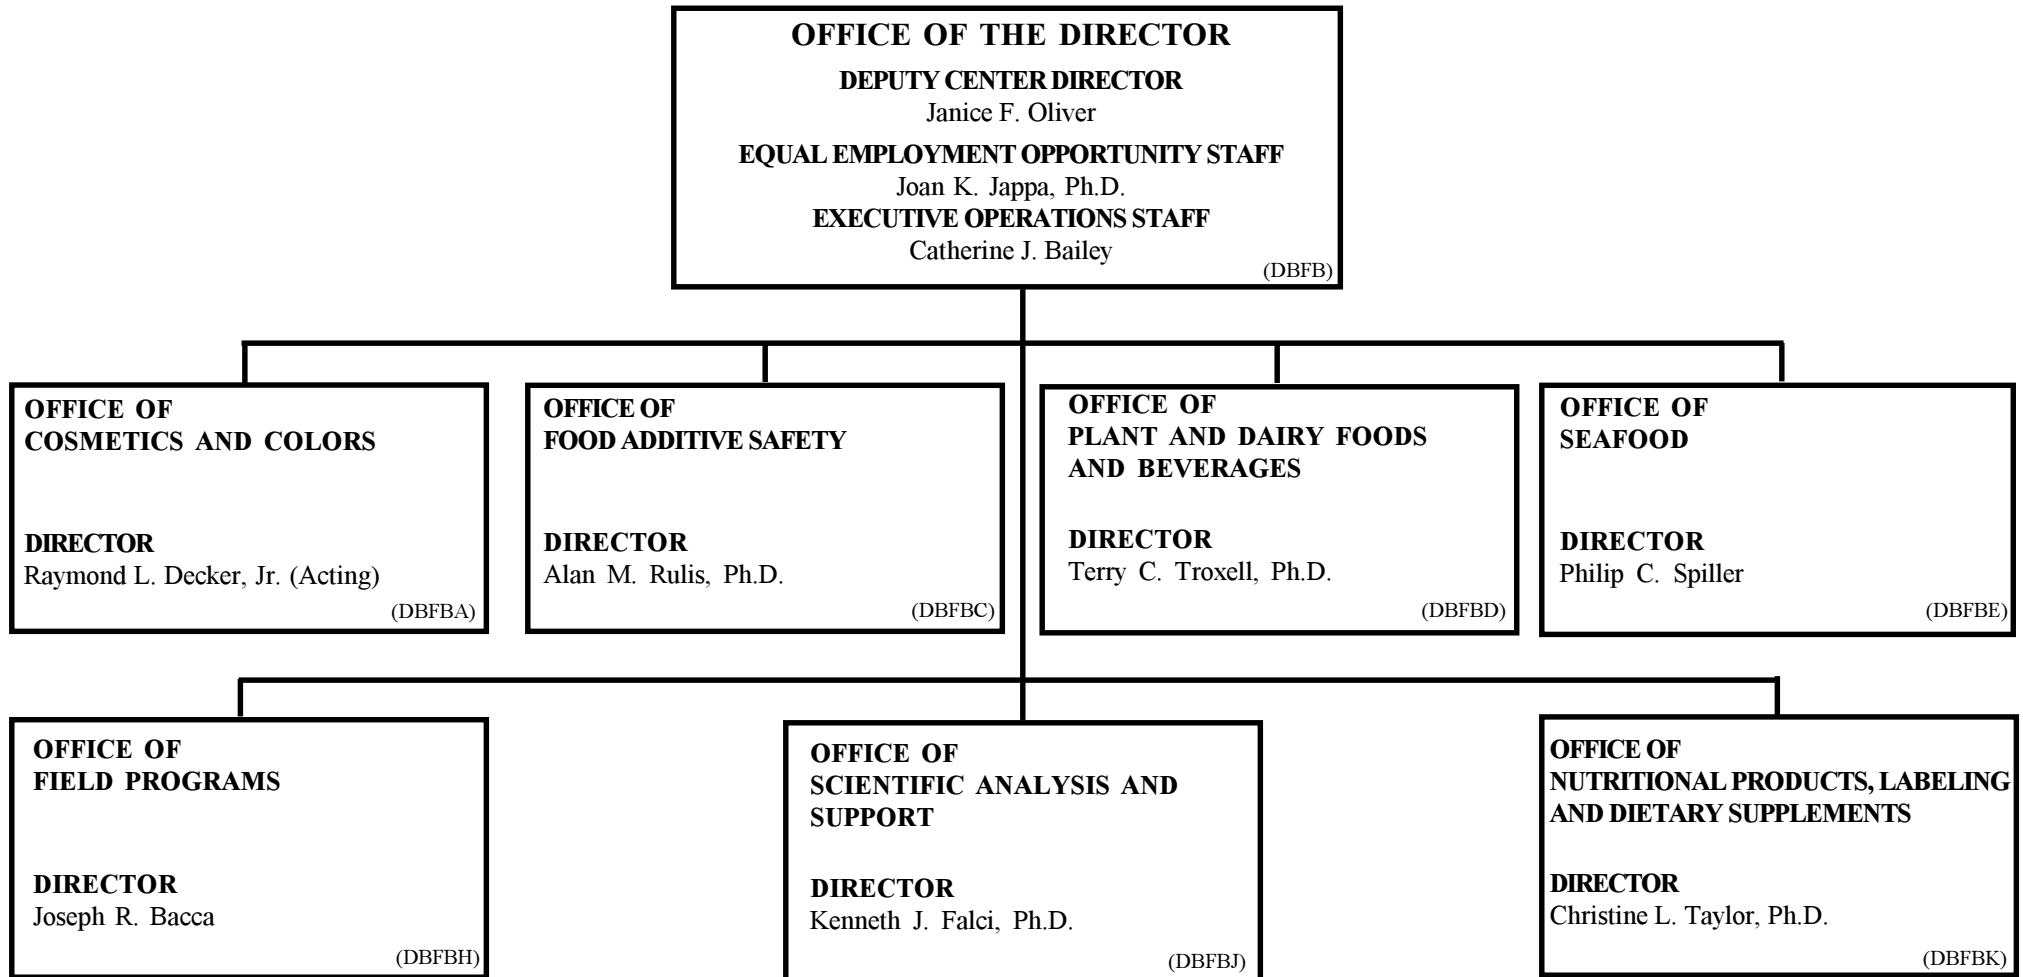 OFFICE OF THE DIRECTOR
DEPUTY CENTER DIRECTOR
Janice F. Oliver
EQUAL EMPLOYMENT OPPORTUNITY STAFF
Joan K. Jappa, Ph.D.
EXECUTIVE OPERATIONS STAFF
Catherine J. Bailey
(DBFB)
OFFICE OF
COSMETICS AND COLORS
DIRECTOR
Raymond L. Decker, Jr. (Acting)
(DBFBA)
OFFICE OF
FOOD ADDITIVE SAFETY
DIRECTOR
Alan M. Rulis, Ph.D.
(DBFBC)
OFFICE OF
PLANT AND DAIRY FOODS
AND BEVERAGES
DIRECTOR
Terry C. Troxell, Ph.D.
(DBFBD)
OFFICE OF
SEAFOOD
DIRECTOR
Philip C. Spiller
(DBFBE)
OFFICE OF
FIELD PROGRAMS
DIRECTOR
Joseph R. Bacca
(DBFBH)
OFFICE OF
SCIENTIFIC ANALYSIS AND
SUPPORT
DIRECTOR
Kenneth J. Falci, Ph.D.
(DBFBJ)
OFFICE OF
NUTRITIONAL PRODUCTS, LABELING
AND DIETARY SUPPLEMENTS
DIRECTOR
Christine L. Taylor, Ph.D.
(DBFBK)